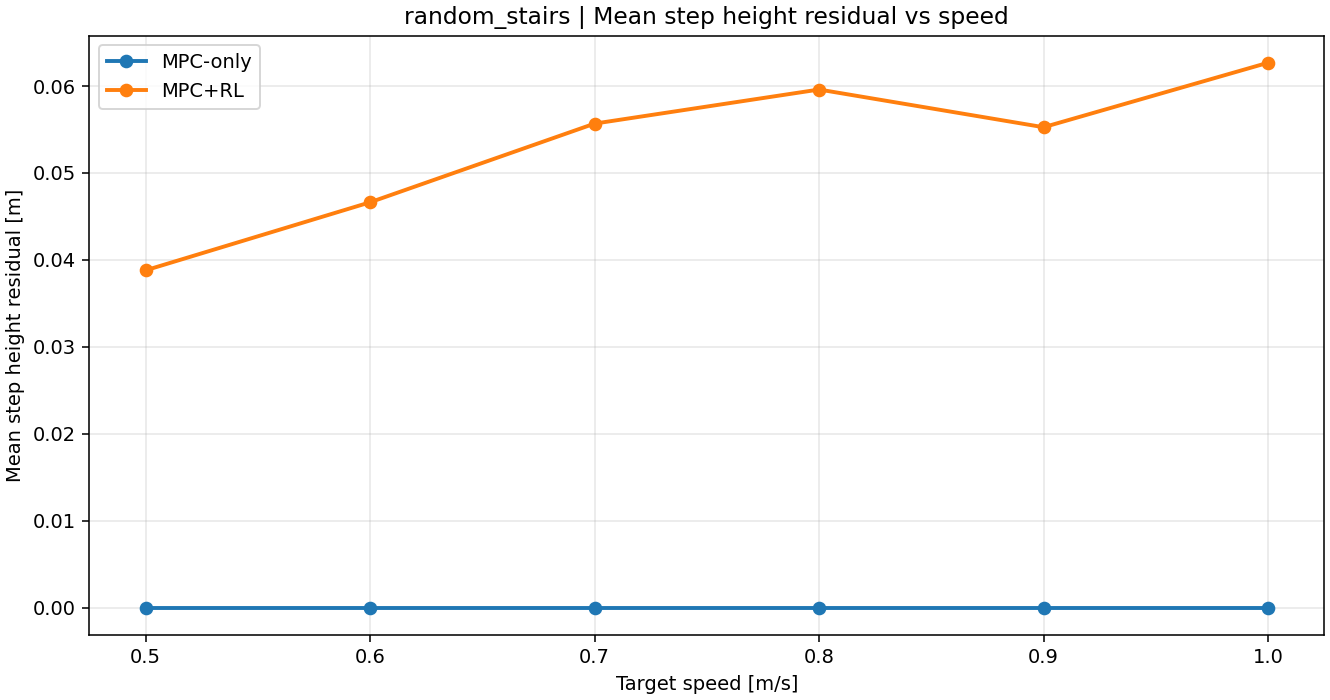 random_stairs | Mean step height residual vs speed
MPC-only
MPC+RL
Mean step height residual [m]
0.06
0.05
0.04
0.03
0.02
0.01
0.00
0.5 0.6 0.7 0.8 0.9 1.0
Target speed [m/s]